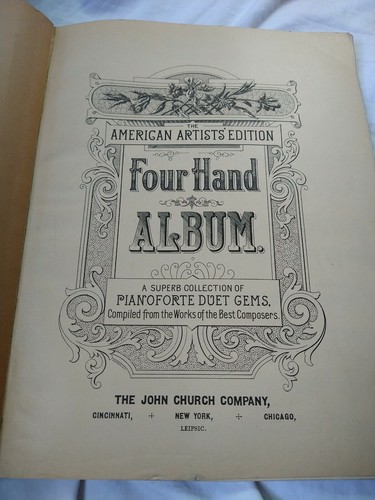 THE
AMERICAN ARTISTS' EDITION
Four Hand
ALBUM.
A SUPERB COLLECTION OF
PIANOFORTE DUET GEMS,
Compiled from the Works of the Best Composers.
THE JOHN CHURCH COMPANY,
CINCINNATI, + NEW YORK, + CHICAGO,
LEIPSIC.